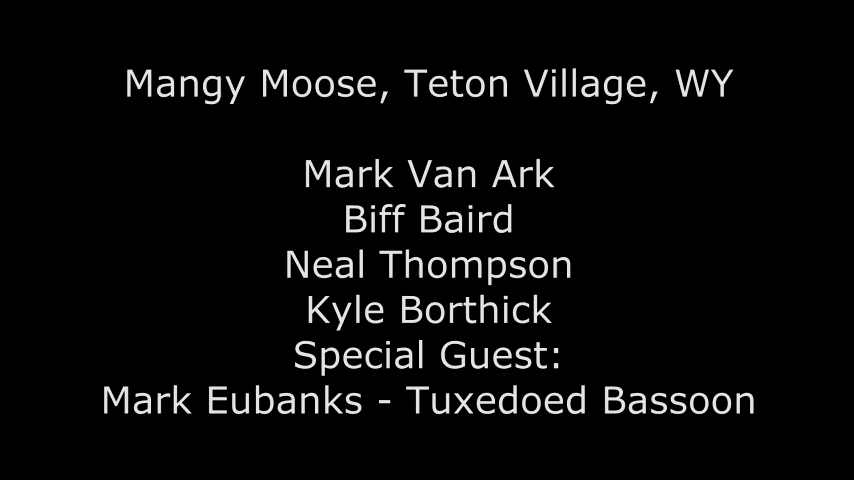 Mangy Moose, Teton Village, WY
Mark Van Ark
Biff Baird
Neal Thompson
Kyle Borthick
Special Guest:
Mark Eubanks - Tuxedoed Bassoon